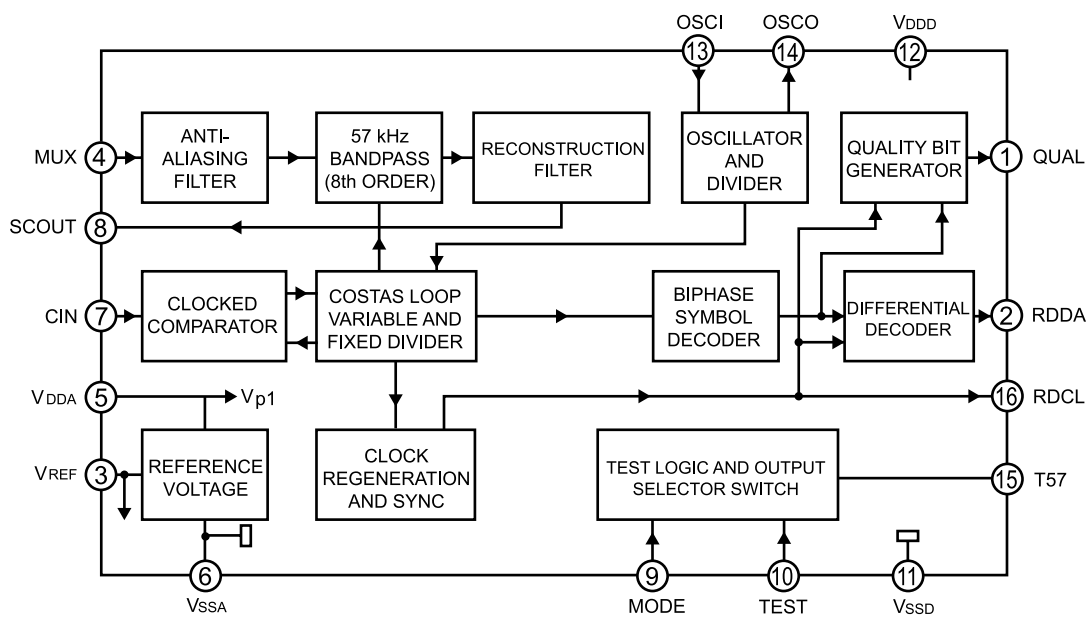 OSCI
OSCO
VDDD
13
14
12
ANTI-
ALIASING
FILTER
57 kHz
BANDPASS
(8th ORDER)
RECONSTRUCTION
FILTER
OSCILLATOR
AND
DIVIDER
QUALITY BIT
GENERATOR
MUX
4
1
QUAL
SCOUT
8
CIN
7
CLOCKED
COMPARATOR
COSTAS LOOP
VARIABLE AND
FIXED DIVIDER
BIPHASE
SYMBOL
DECODER
DIFFERENTIAL
DECODER
2
RDDA
VDDA
5
Vp1
16
RDCL
VREF
3
REFERENCE
VOLTAGE
CLOCK
REGENERATION
AND SYNC
TEST LOGIC AND OUTPUT
SELECTOR SWITCH
15
T57
6
9
10
11
VSSA
MODE
TEST
VSSD